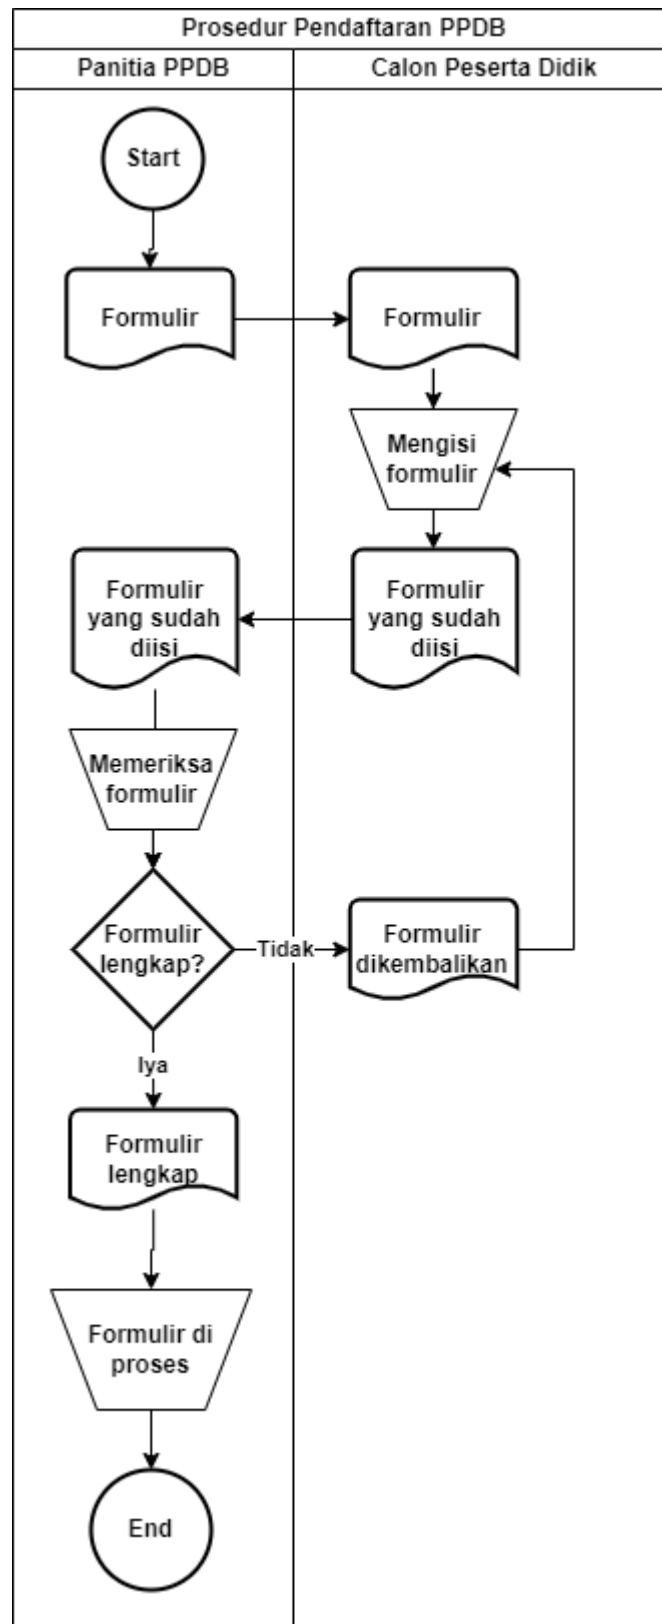 Prosedur Pendaftaran PPDB
Panitia PPDB
Calon Peserta Didik
Start
Formulir
Formulir
Mengisi
formulir
Formulir
yang sudah
diisi
Formulir
yang sudah
diisi
Memeriksa
formulir
Formulir
lengkap?
Tidak
Formulir
dikembalikan
Iya
Formulir
lengkap
Formulir di
proses
End